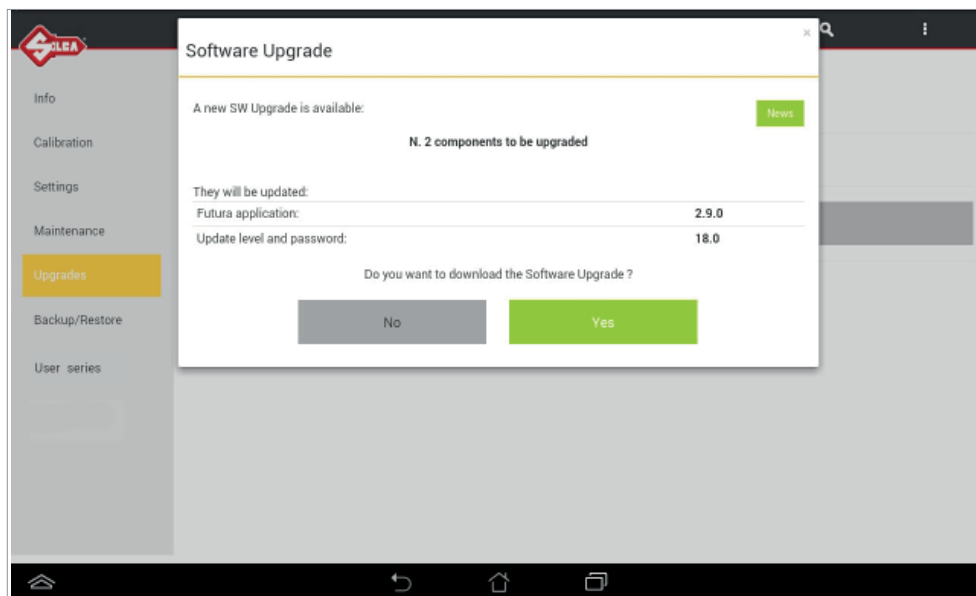 SILCA
Software Upgrade
×
Info
Calibration
Settings
Maintenance
Upgrades
Backup/Restore
User series
A new SW Upgrade is available:
News
N. 2 components to be upgraded
They will be updated:
Futura application: 2.9.0
Update level and password: 18.0
Do you want to download the Software Upgrade ?
No
Yes